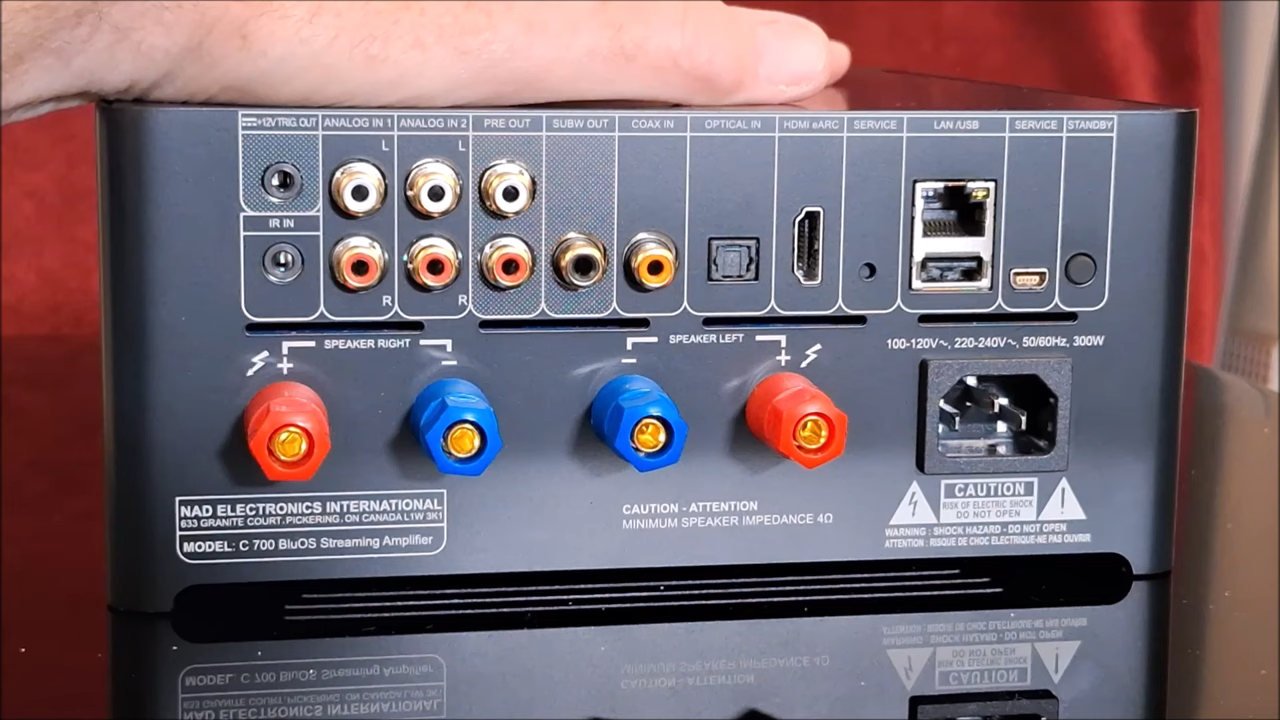 +12V TRIG. OUT
ANALOG IN 1
ANALOG IN 2
PRE OUT
SUBW OUT
COAX IN
OPTICAL IN
HDMI eARC
SERVICE
LAN /USB
SERVICE
STANDBY
L
L
IR IN
R
R
SPEAKER RIGHT
+
−
SPEAKER LEFT
−
+
100-120V~, 220-240V~, 50/60Hz, 300W
NAD ELECTRONICS INTERNATIONAL
633 GRANITE COURT, PICKERING, ON CANADA L1W 3K1
MODEL: C 700 BluOS Streaming Amplifier
CAUTION - ATTENTION
MINIMUM SPEAKER IMPEDANCE 4Ω
CAUTION
RISK OF ELECTRIC SHOCK
DO NOT OPEN
!
WARNING : SHOCK HAZARD - DO NOT OPEN
ATTENTION : RISQUE DE CHOC ELECTRIQUE-NE PAS OUVRIR